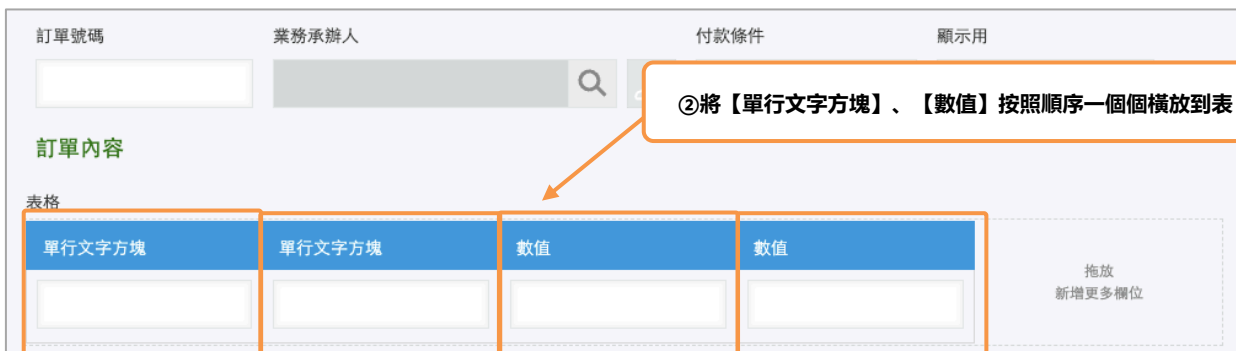 訂單號碼 業務承辦人 付款條件 顯示用
②將【單行文字方塊】、【數值】按照順序一個個橫放到表
訂單內容
表格
單行文字方塊 單行文字方塊 數值 數值
拖放
新增更多欄位